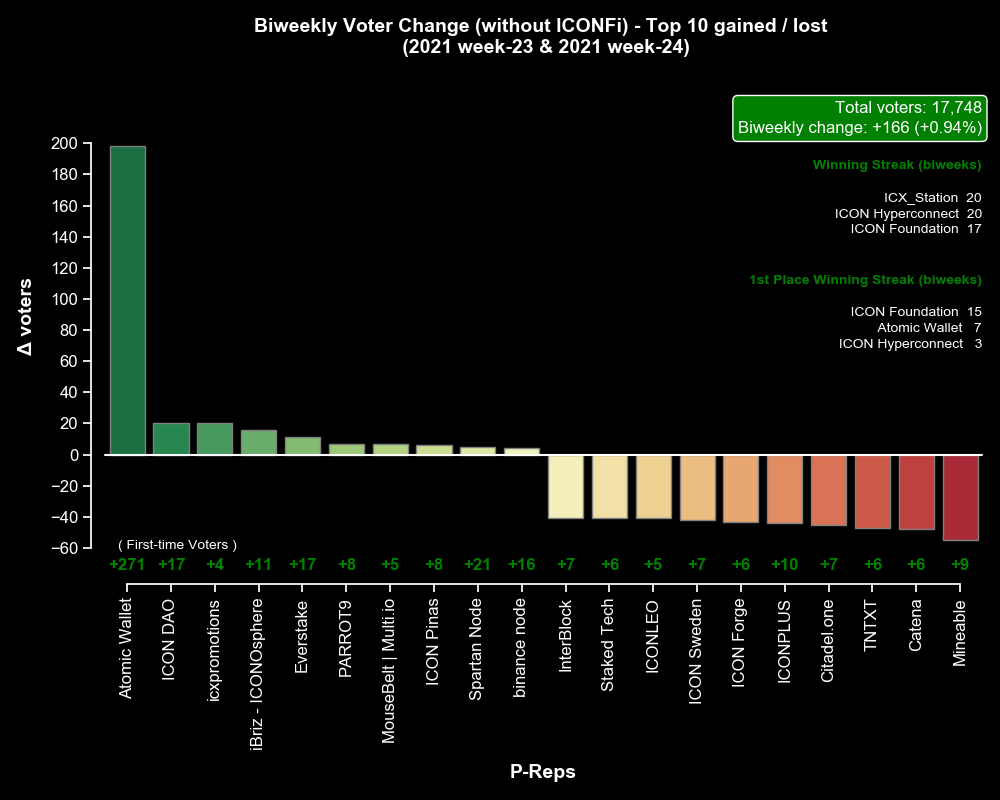 Biweekly Voter Change (without ICONFi) - Top 10 gained / lost
(2021 week-23 & 2021 week-24)
Total voters: 17,748
Biweekly change: +166 (+0.94%)
Winning Streak (biweeks)
ICX_Station 20
ICON Hyperconnect 20
ICON Foundation 17
1st Place Winning Streak (biweeks)
ICON Foundation 15
Atomic Wallet 7
ICON Hyperconnect 3
Δ voters
200
180
160
140
120
100
80
60
40
20
0
−20
−40
−60
( First-time Voters )
+271 +17 +4 +11 +17 +8 +5 +8 +21 +16 +7 +6 +5 +7 +6 +10 +7 +6 +6 +9
Atomic Wallet
ICON DAO
icxpromotions
iBriz - ICONOsphere
Everstake
PARROT9
MouseBelt | Multi.io
ICON Pinas
Spartan Node
binance node
InterBlock
Staked Tech
ICONLEO
ICON Sweden
ICON Forge
ICONPLUS
Citadel.one
TNTXT
Catena
Mineable
P-Reps